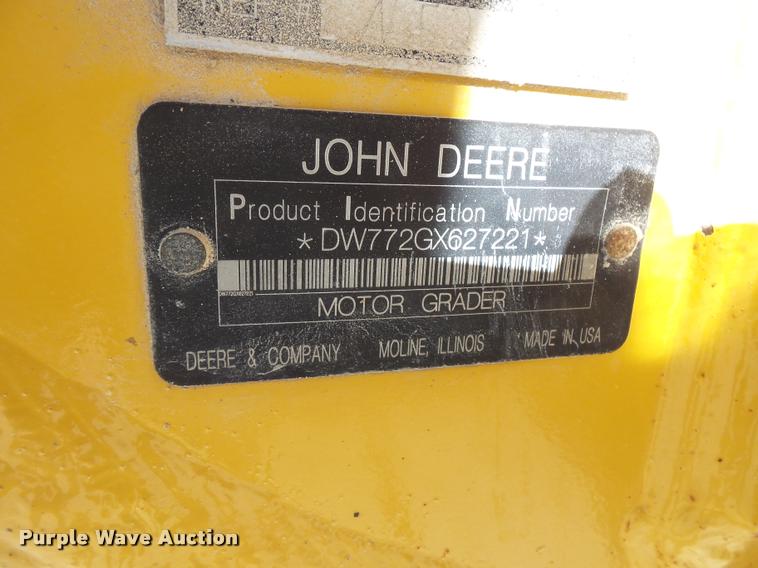 JOHN DEERE
Product Identification Number
*DW772GX627221*
MOTOR GRADER
DEERE & COMPANY MOLINE, ILLINOIS MADE IN USA
Purple Wave Auction